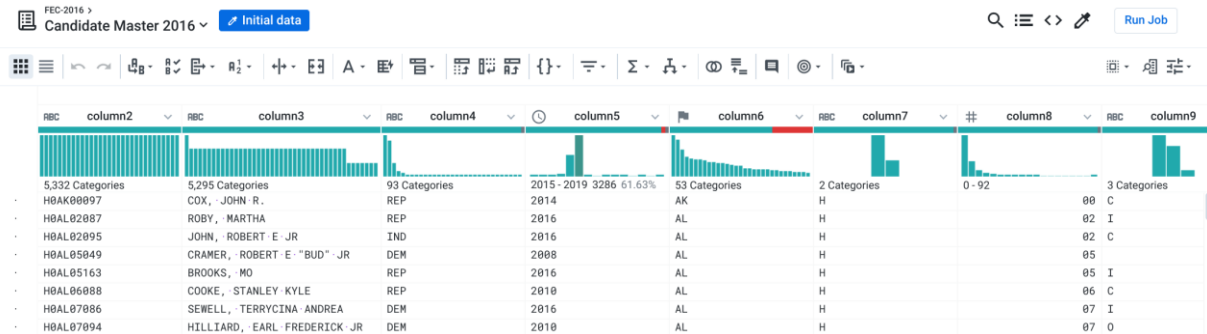 FEC-2016 >
Candidate Master 2016
Initial data
Run Job
ABC column2 ABC column3 ABC column4 column5 column6 ABC column7 # column8 ABC column9
5,332 Categories 5,295 Categories 93 Categories 2015 - 2019 3286 61.63% 53 Categories 2 Categories 0 - 92 3 Categories
H0AK00097 COX,·JOHN·R. REP 2014 AK H 00 C
H0AL02087 ROBY,·MARTHA REP 2016 AL H 02 I
H0AL02095 JOHN,·ROBERT·E·JR IND 2016 AL H 02 C
H0AL05049 CRAMER,·ROBERT·E·"BUD"·JR DEM 2008 AL H 05
H0AL05163 BROOKS,·MO REP 2016 AL H 05 I
H0AL06088 COOKE,·STANLEY·KYLE REP 2010 AL H 06 C
H0AL07086 SEWELL,·TERRYCINA·ANDREA DEM 2016 AL H 07 I
H0AL07094 HILLIARD,·EARL·FREDERICK·JR DEM 2010 AL H 07 O